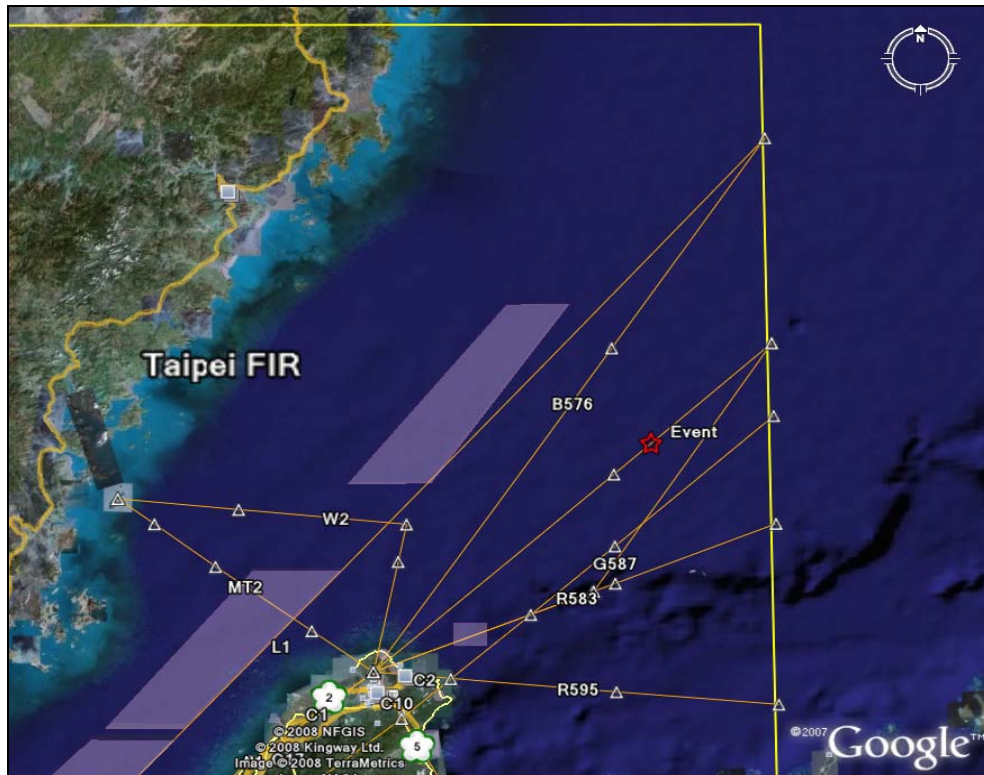 N
Taipei FIR
B576
Event
W2
G587
MT2
R583
L1
C2
R595
2
C10
C1
© 2008 NFGIS
© 2008 Kingway Ltd.
Image © 2008 TerraMetrics
5
©2007 Google™